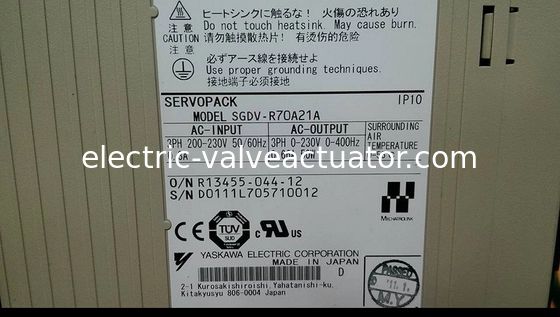 注意
CAUTION
ヒートシンクに触るな! 火傷の恐れあり
Do not touch heatsink. May cause burn.
请勿触摸散热片! 有烫伤的危险
必ずアース線を接続せよ
Use proper grounding techniques.
接地端子必须接地
SERVOPACK IP10
MODEL SGDV-R70A21A
AC-INPUT AC-OUTPUT SURROUNDING
3PH 200-230V 50/60Hz 3PH 0-230V 0-400Hz AIR
TEMPERATURE
electric-valveactuator.com
O/N R13455-044-12
S/N D0111L705710012
MECHATROLINK
TÜV
SÜD
C UL US
YASKAWA ELECTRIC CORPORATION
MADE IN JAPAN D
2-1 Kurosakishiroishi, Yahatanishi-ku,
Kitakyusyu 806-0004 Japan
PASSED
'11.1.
M.Y